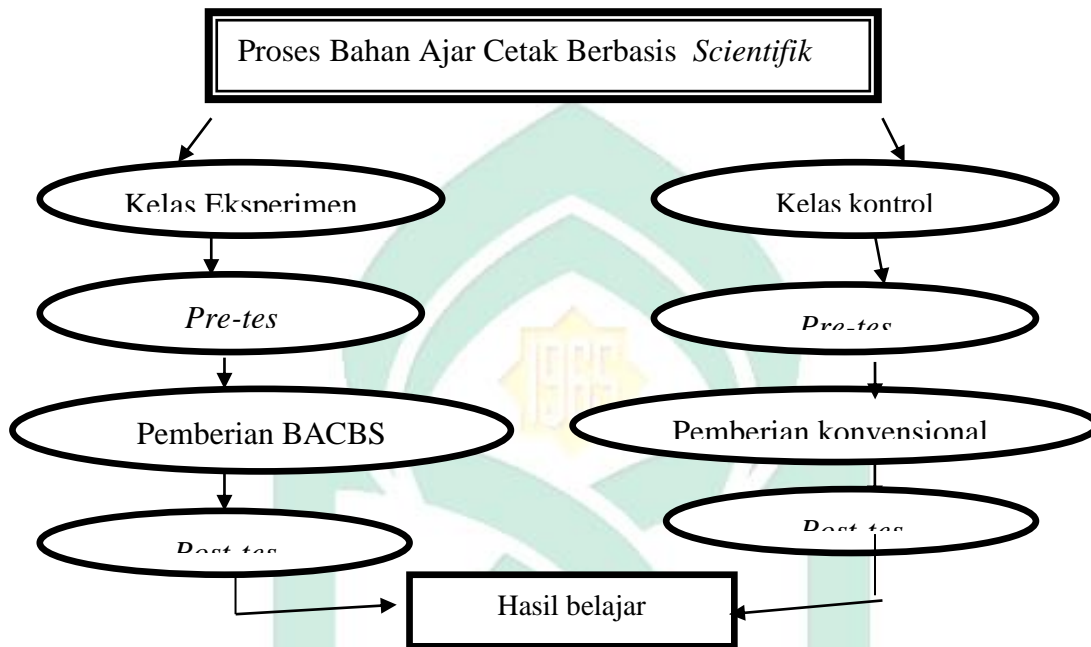 Proses Bahan Ajar Cetak Berbasis Scientifik
Kelas Eksperimen
Kelas kontrol
Pre-tes
Pre-tes
1965
Pemberian BACBS
Pemberian konvensional
Post-tes
Post-tes
Hasil belajar